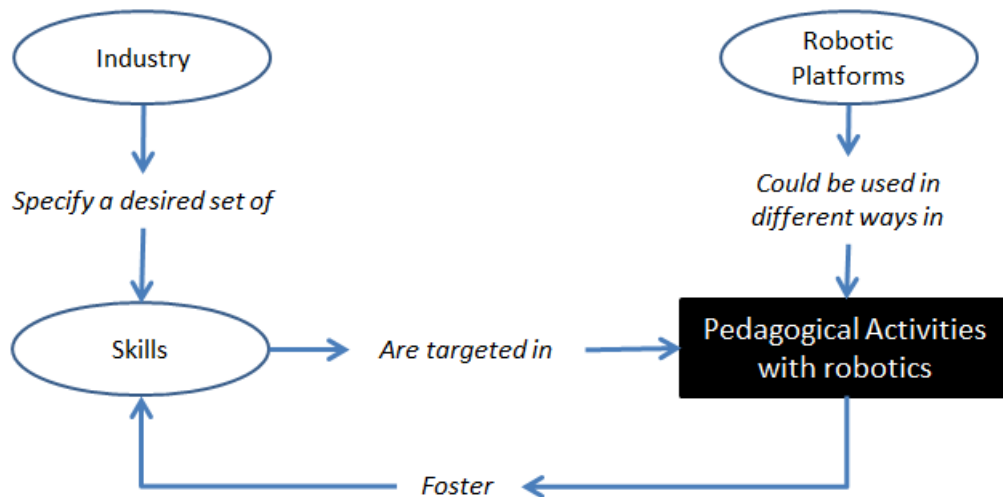 Industry
Robotic
Platforms
Specify a desired set of
Could be used in
different ways in
Skills
Are targeted in
Pedagogical Activities
with robotics
Foster